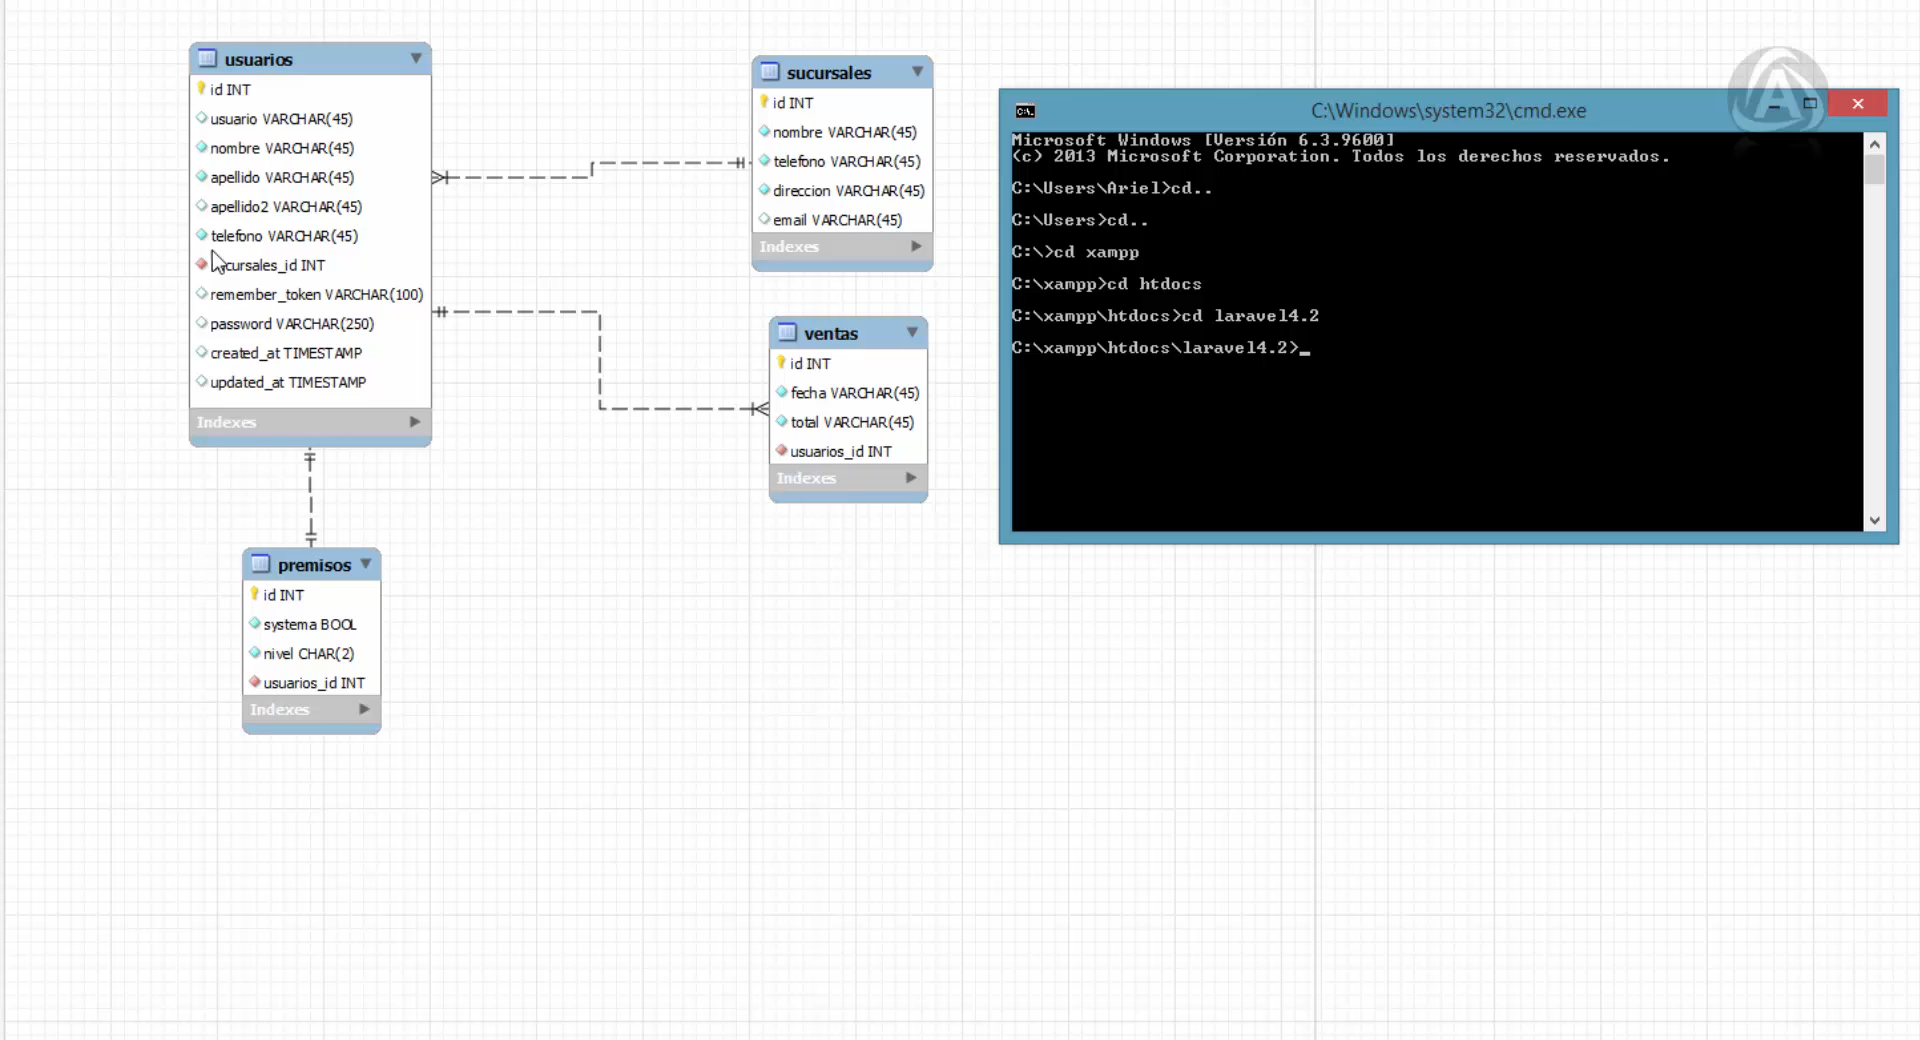 usuarios
id INT
usuario VARCHAR(45)
nombre VARCHAR(45)
apellido VARCHAR(45)
apellido2 VARCHAR(45)
telefono VARCHAR(45)
cursales_id INT
remember_token VARCHAR(100)
password VARCHAR(250)
created_at TIMESTAMP
updated_at TIMESTAMP
Indexes
sucursales
id INT
nombre VARCHAR(45)
telefono VARCHAR(45)
direccion VARCHAR(45)
email VARCHAR(45)
Indexes
ventas
id INT
fecha VARCHAR(45)
total VARCHAR(45)
usuarios_id INT
Indexes
premisos
id INT
systema BOOL
nivel CHAR(2)
usuarios_id INT
Indexes
C:\Windows\system32\cmd.exe
Microsoft Windows [Versión 6.3.9600]
(c) 2013 Microsoft Corporation. Todos los derechos reservados.
C:\Users\Ariel>cd..
C:\Users>cd..
C:\>cd xampp
C:\xampp>cd htdocs
C:\xampp\htdocs>cd laravel4.2
C:\xampp\htdocs\laravel4.2>_